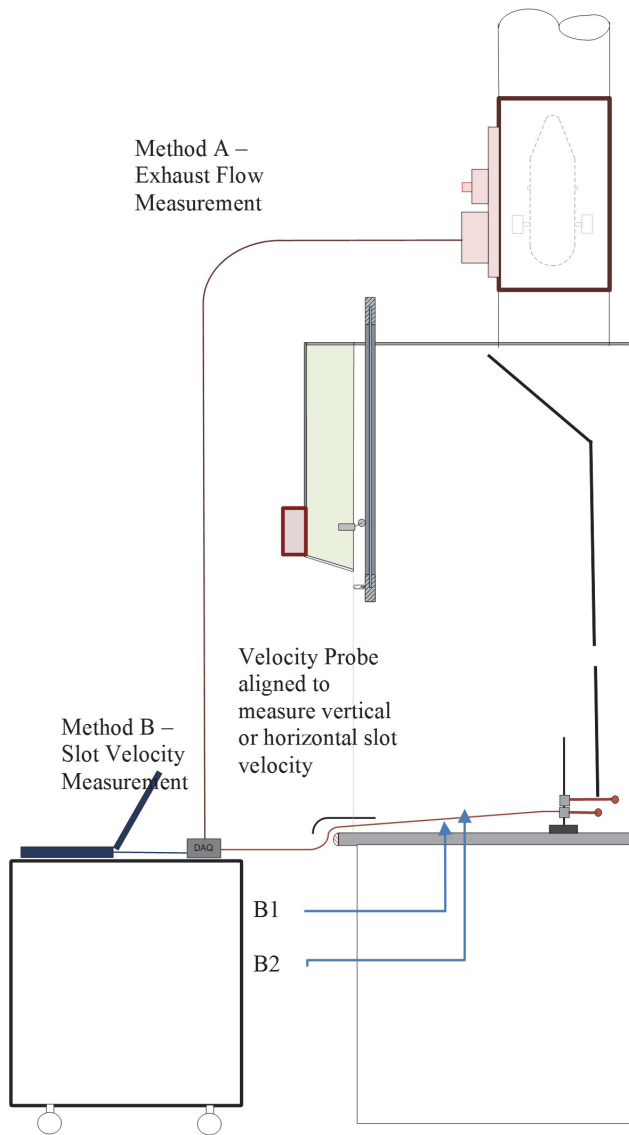 Method A –
Exhaust Flow
Measurement
Velocity Probe
aligned to
measure vertical
or horizontal slot
velocity
Method B –
Slot Velocity
Measurement
DAQ
B1
B2